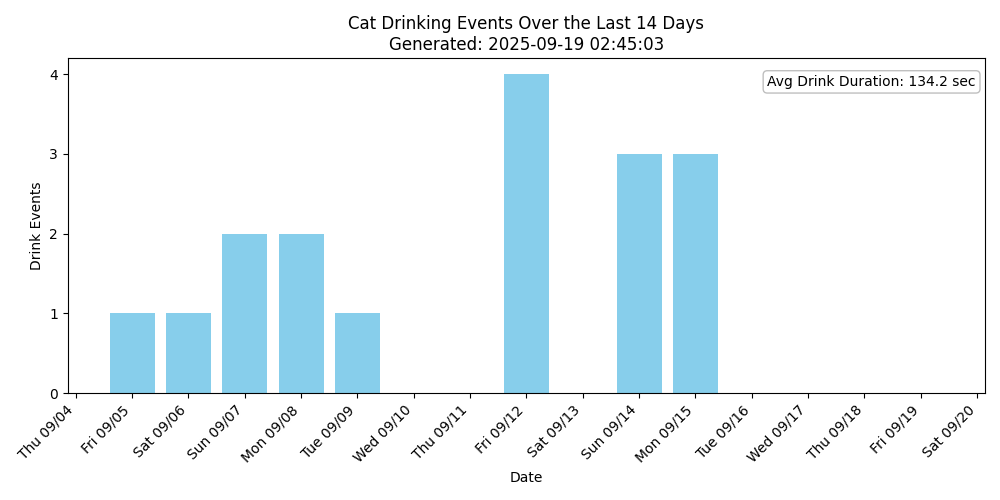 Cat Drinking Events Over the Last 14 Days
Generated: 2025-09-19 02:45:03
Avg Drink Duration: 134.2 sec
Drink Events
4
3
2
1
0
Thu 09/04
Fri 09/05
Sat 09/06
Sun 09/07
Mon 09/08
Tue 09/09
Wed 09/10
Thu 09/11
Fri 09/12
Sat 09/13
Sun 09/14
Mon 09/15
Tue 09/16
Wed 09/17
Thu 09/18
Fri 09/19
Sat 09/20
Date